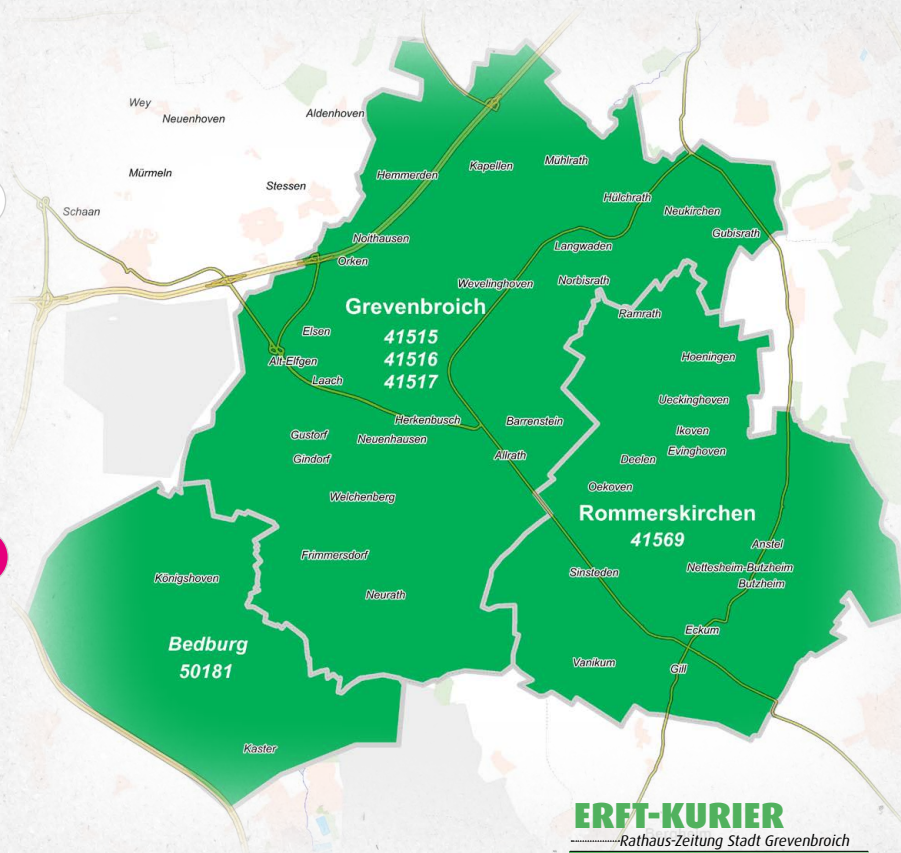 Wey
Neuenhoven
Aldenhoven
Mürmeln
Stessen
Schaan
Hemmerden
Kapellen
Mühlrath
Hülchrath
Neukirchen
Gubisrath
Noithausen
Orken
Langwaden
Wevelinghoven
Norbisrath
Grevenbroich
41515
41516
41517
Ramrath
Elsen
Alt-Elfgen
Laach
Hoeningen
Ueckinghoven
Herkenbusch
Barrenstein
Gustorf
Neuenhausen
Ikoven
Evinghoven
Gindorf
Allrath
Deelen
Oekoven
Welchenberg
Rommerskirchen
41569
Anstel
Frimmersdorf
Sinsteden
Nettesheim-Butzheim
Butzheim
Königshoven
Neurath
Eckum
Bedburg
50181
Vanikum
Gill
Kaster
ERFT-KURIER
Rathaus-Zeitung Stadt Grevenbroich